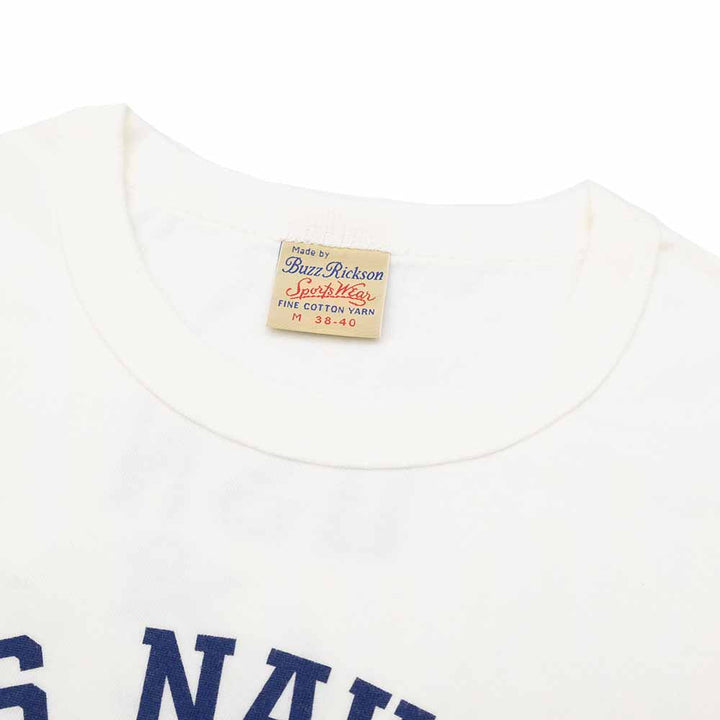 Made by
Buzz Rickson
Sports Wear
FINE COTTON YARN
M 38-40